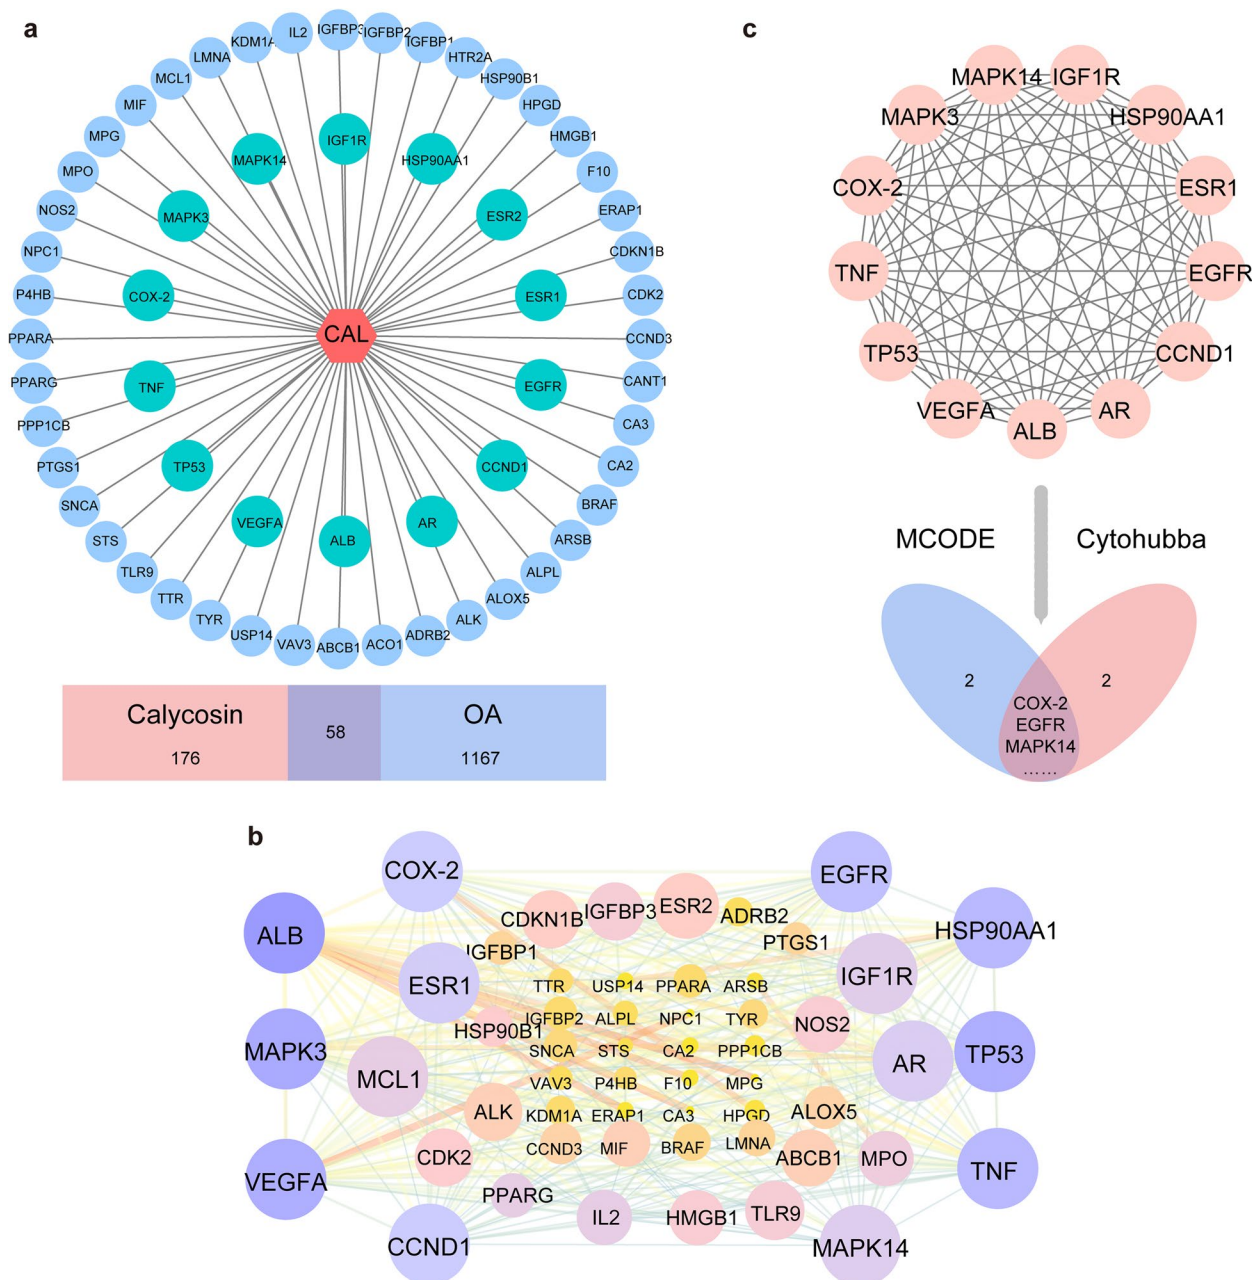 a
IL2
IGFBP3
IGFBP2
IGFBP1
HTR2A
HSP90B1
HPGD
HMGB1
F10
ERAP1
CDKN1B
CDK2
CCND3
CANT1
CA3
CA2
BRAF
ARSB
ALPL
ALOX5
ALK
ADRB2
ACO1
ABCB1
VAV3
USP14
TYR
TTR
TLR9
STS
SNCA
PTGS1
PPP1CB
PPARG
PPARA
P4HB
NPC1
NOS2
MPO
MPG
MIF
MCL1
LMNA
KDM1A
IGF1R
HSP90AA1
ESR2
ESR1
EGFR
CCND1
AR
ALB
VEGFA
TP53
TNF
COX-2
MAPK3
MAPK14
CAL
Calycosin
176
58
OA
1167
c
MAPK14
IGF1R
HSP90AA1
ESR1
EGFR
CCND1
AR
ALB
VEGFA
TP53
TNF
COX-2
MAPK3
MCODE
Cytohubba
2
2
COX-2
EGFR
MAPK14
......
b
COX-2
EGFR
ALB
CDKN1B
IGFBP3
ESR2
ADRB2
PTGS1
HSP90AA1
IGFBP1
ESR1
IGF1R
TTR
USP14
PPARA
ARSB
IGFBP2
ALPL
NPC1
TYR
HSP90B1
NOS2
MAPK3
SNCA
STS
CA2
PPP1CB
TP53
MCL1
AR
VAV3
P4HB
F10
MPG
ALK
KDM1A
ERAP1
CA3
HPGD
ALOX5
CCND3
MIF
BRAF
LMNA
CDK2
ABCB1
MPO
VEGFA
TNF
PPARG
IL2
HMGB1
TLR9
CCND1
MAPK14